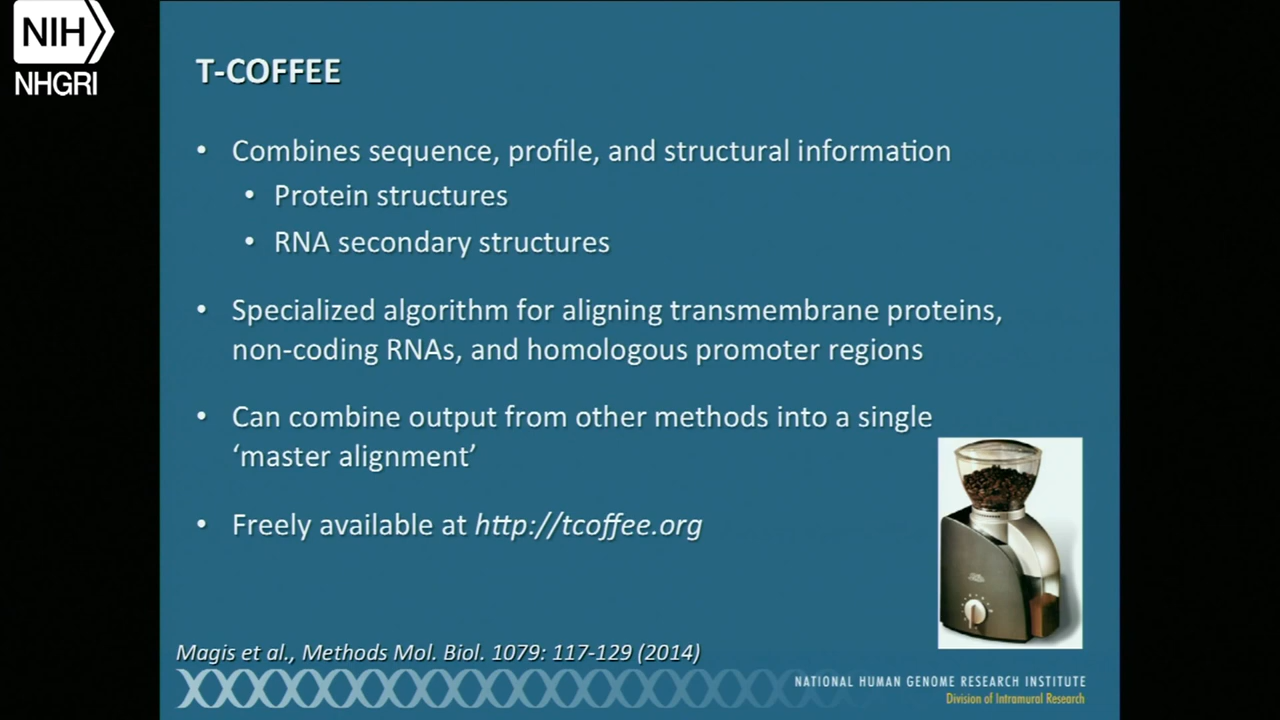 NIH
NHGRI
T-COFFEE
• Combines sequence, profile, and structural information
• Protein structures
• RNA secondary structures
• Specialized algorithm for aligning transmembrane proteins,
non-coding RNAs, and homologous promoter regions
• Can combine output from other methods into a single
‘master alignment’
• Freely available at http://tcoffee.org
Magis et al., Methods Mol. Biol. 1079: 117-129 (2014)
NATIONAL HUMAN GENOME RESEARCH INSTITUTE
Division of Intramural Research